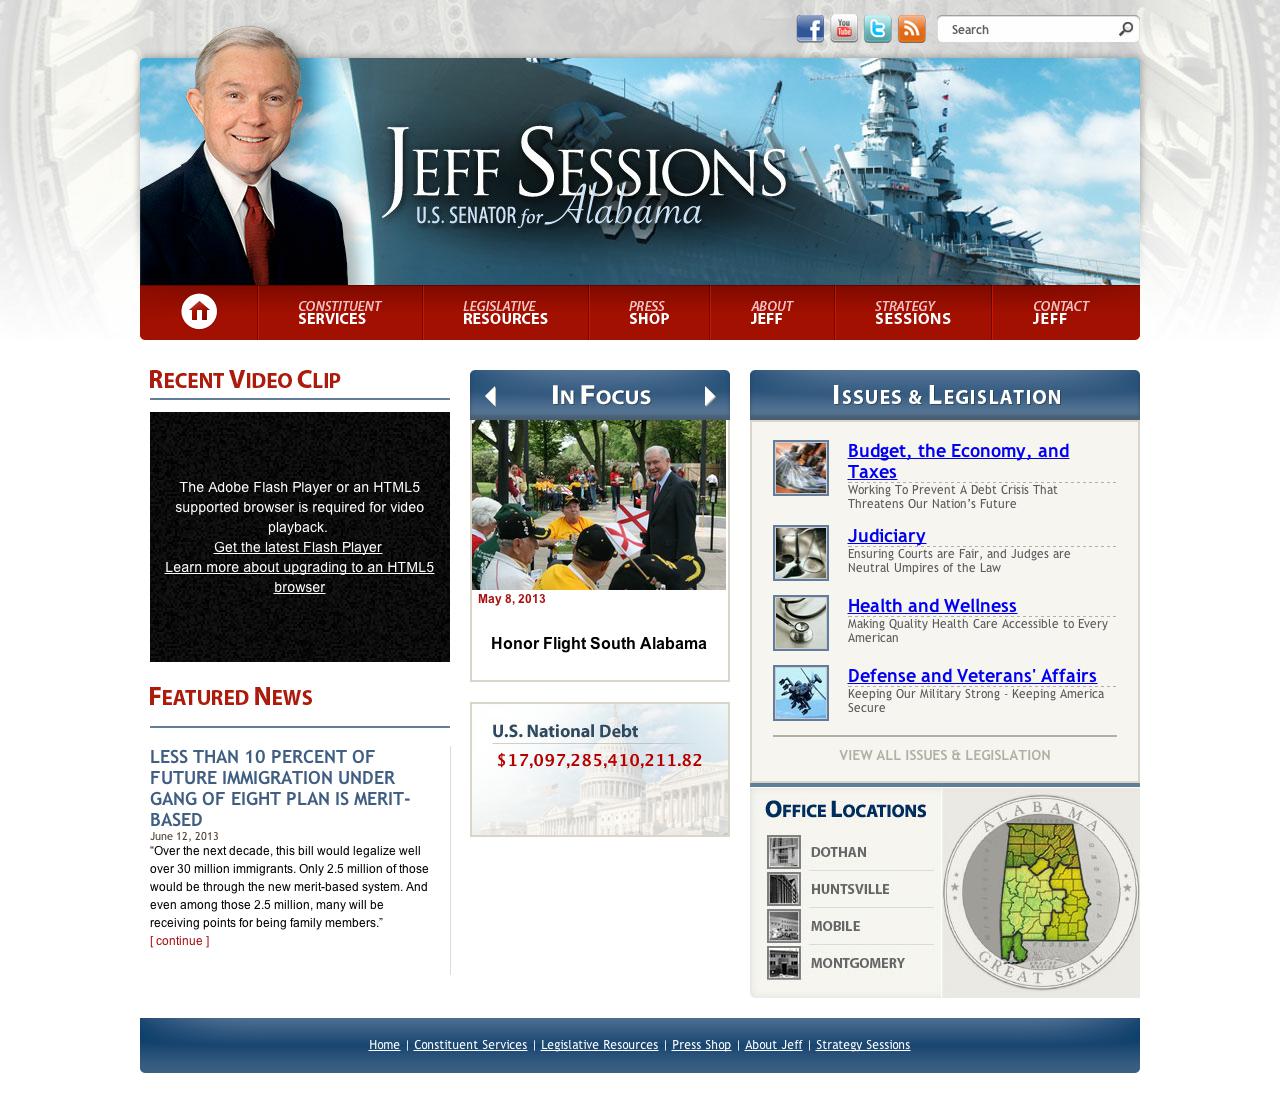 Search
JEFF SESSIONS
U.S. SENATOR for Alabama
CONSTITUENT
SERVICES
LEGISLATIVE
RESOURCES
PRESS
SHOP
ABOUT
JEFF
STRATEGY
SESSIONS
CONTACT
JEFF
RECENT VIDEO CLIP
The Adobe Flash Player or an HTML5
supported browser is required for video
playback.
Get the latest Flash Player
Learn more about upgrading to an HTML5
browser
FEATURED NEWS
LESS THAN 10 PERCENT OF
FUTURE IMMIGRATION UNDER
GANG OF EIGHT PLAN IS MERIT-
BASED
June 12, 2013
“Over the next decade, this bill would legalize well
over 30 million immigrants. Only 2.5 million of those
would be through the new merit-based system. And
even among those 2.5 million, many will be
receiving points for being family members.”
[ continue ]
IN FOCUS
May 8, 2013
Honor Flight South Alabama
U.S. National Debt
$17,097,285,410,211.82
ISSUES & LEGISLATION
Budget, the Economy, and
Taxes
Working To Prevent A Debt Crisis That
Threatens Our Nation’s Future
Judiciary
Ensuring Courts are Fair, and Judges are
Neutral Umpires of the Law
Health and Wellness
Making Quality Health Care Accessible to Every
American
Defense and Veterans' Affairs
Keeping Our Military Strong - Keeping America
Secure
VIEW ALL ISSUES & LEGISLATION
OFFICE LOCATIONS
DOTHAN
HUNTSVILLE
MOBILE
MONTGOMERY
ALABAMA
GREAT SEAL
Home | Constituent Services | Legislative Resources | Press Shop | About Jeff | Strategy Sessions